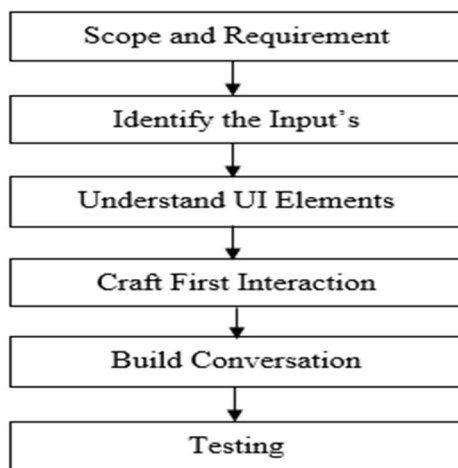 Scope and Requirement
Identify the Input's
Understand UI Elements
Craft First Interaction
Build Conversation
Testing